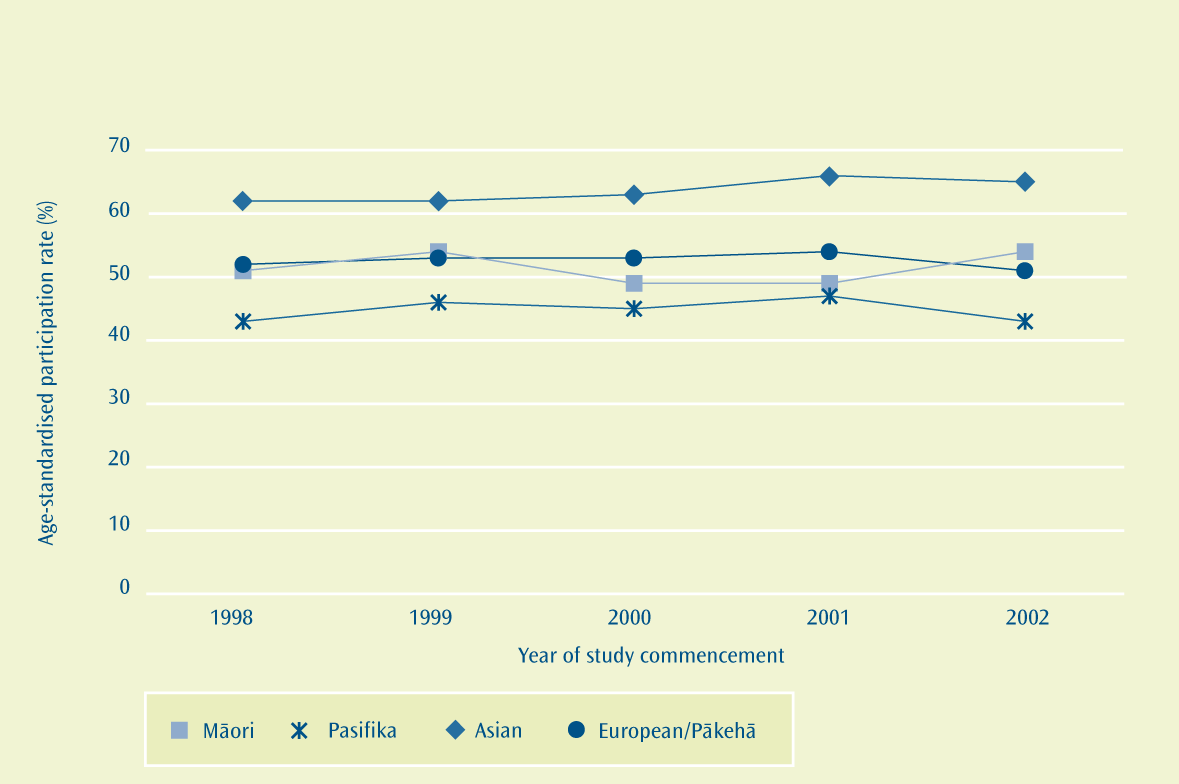 70
60
50
40
30
20
10
0
Age-standardised participation rate (%)
1998 1999 2000 2001 2002
Year of study commencement
Māori Pasifika Asian European/Pākehā